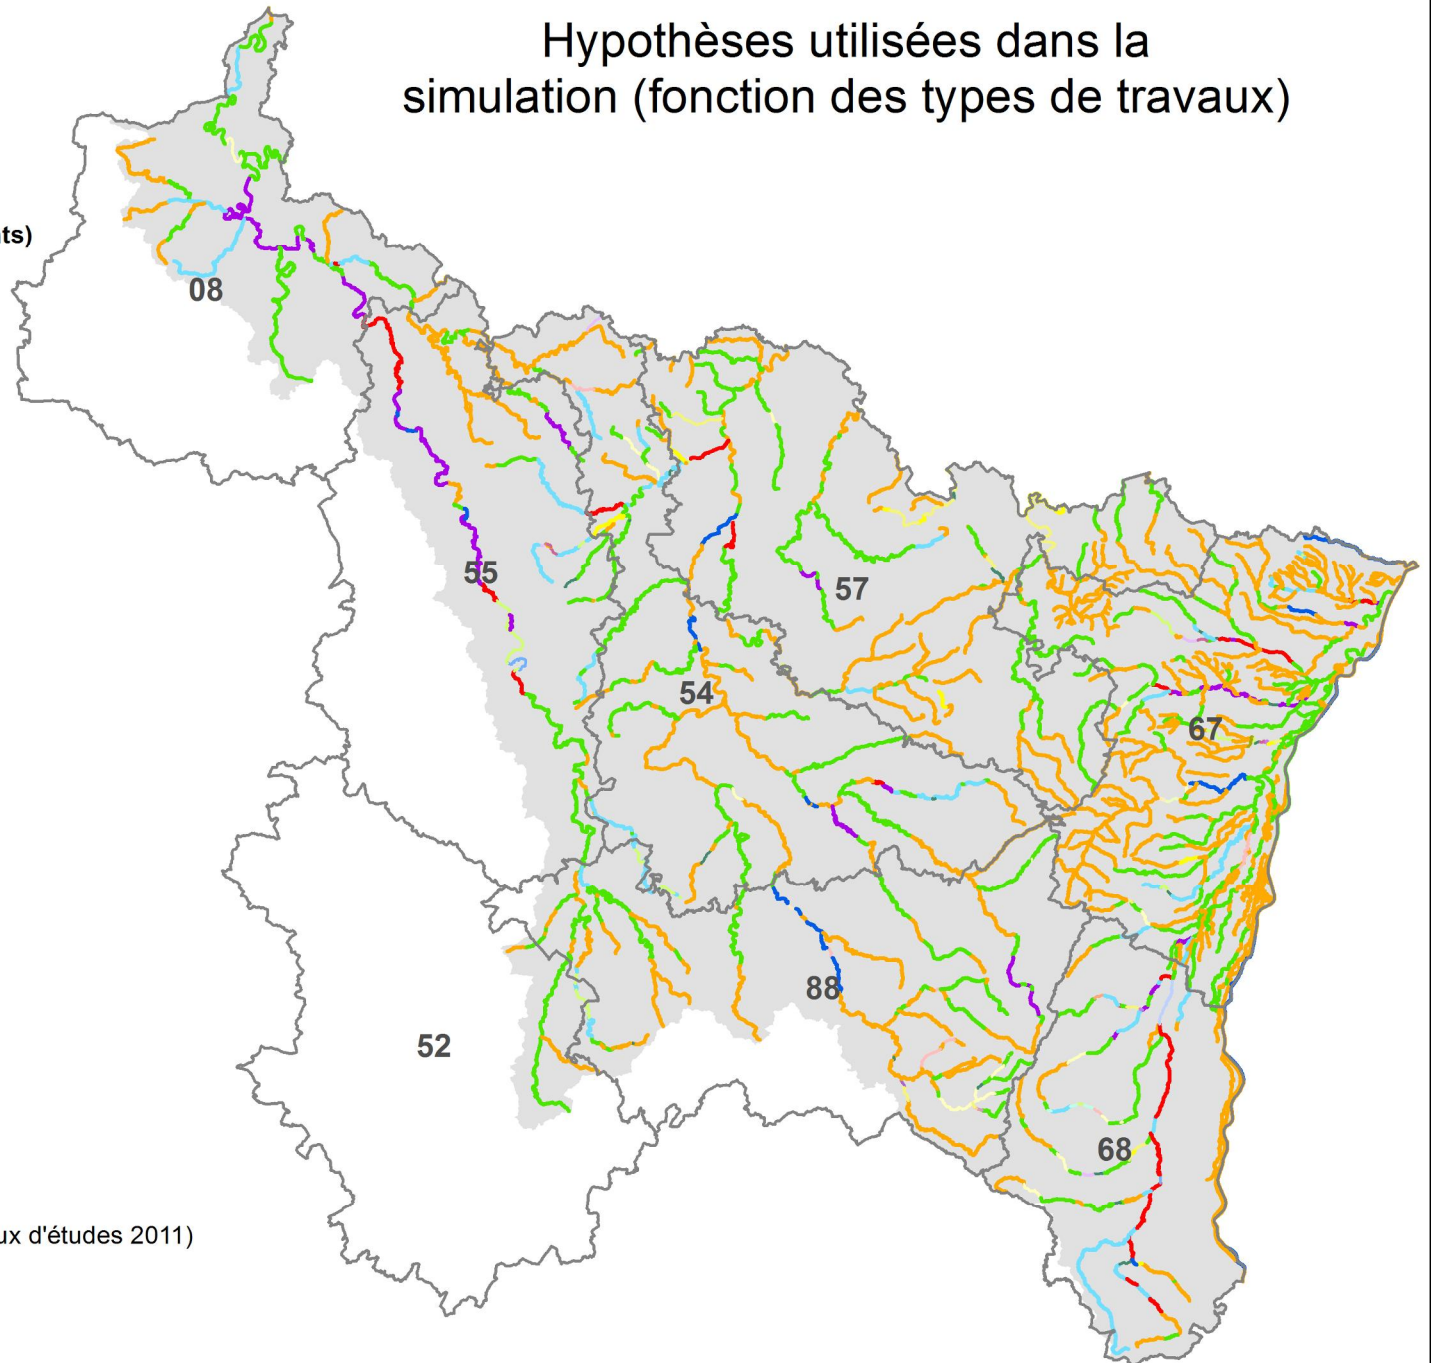 Hypothèses utilisées dans la
simulation (fonction des types de travaux)
ts)
08
55
57
54
67
88
52
68
ux d'études 2011)